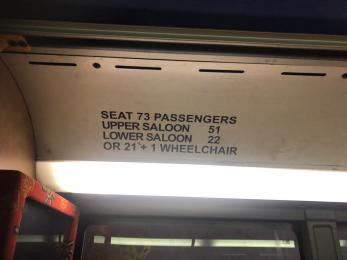 SEAT 73 PASSENGERS
UPPER SALOON 51
LOWER SALOON 22
OR 21 + 1 WHEELCHAIR